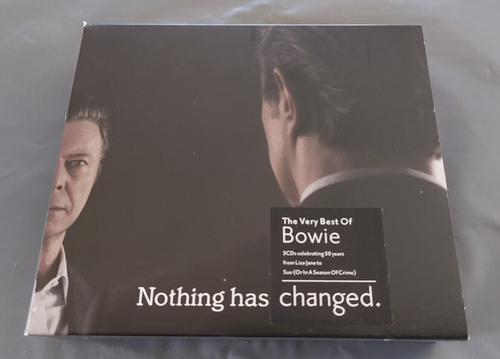 The Very Best Of
Bowie
3CDs celebrating 50 years
from Liza Jane to
Sue (Or In A Season Of Crime)
Nothing has changed.